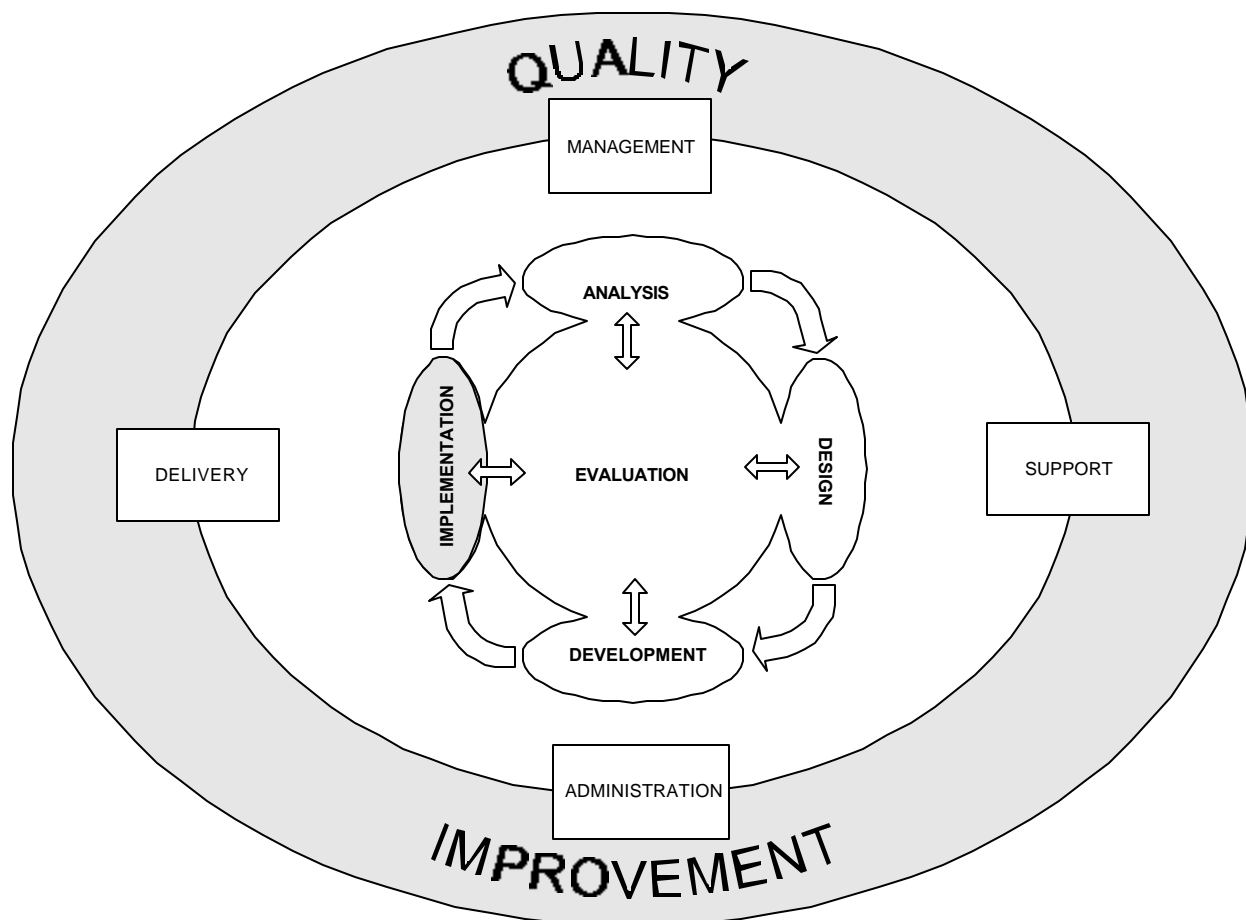 QUALITY
MANAGEMENT
ANALYSIS
IMPLEMENTATION
DESIGN
DELIVERY
EVALUATION
SUPPORT
DEVELOPMENT
ADMINISTRATION
IMPROVEMENT